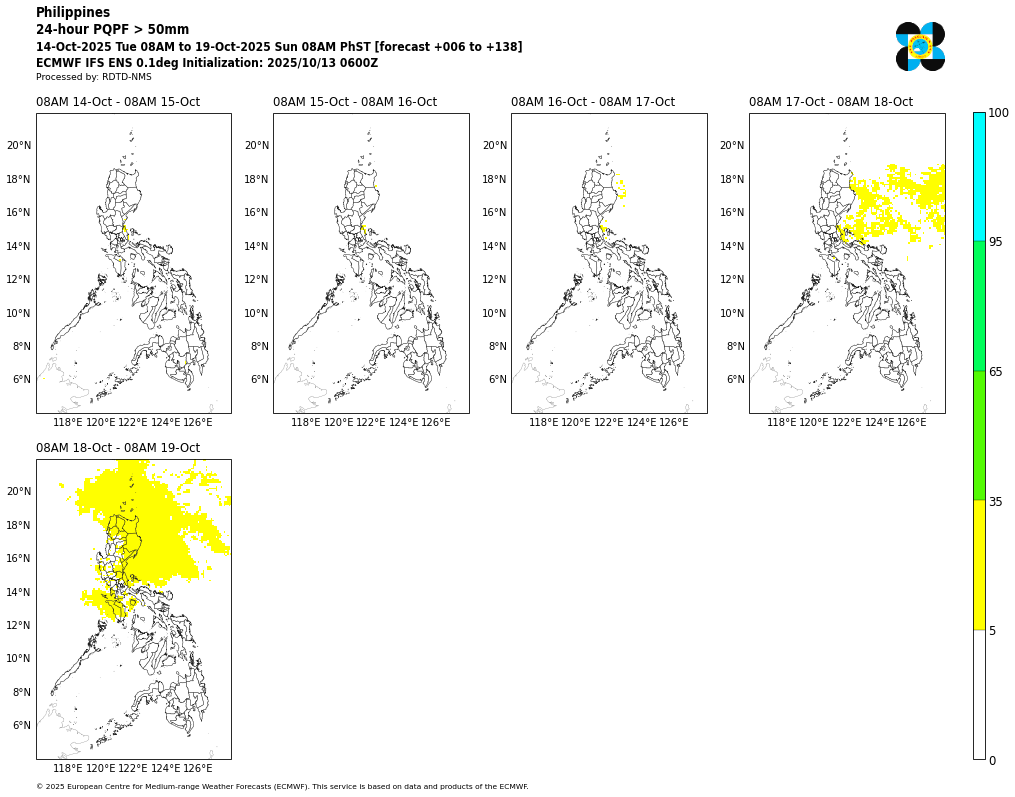 Philippines
24-hour PQPF > 50mm
14-Oct-2025 Tue 08AM to 19-Oct-2025 Sun 08AM PhST [forecast +006 to +138]
ECMWF IFS ENS 0.1deg Initialization: 2025/10/13 0600Z
Processed by: RDTD-NMS
08AM 14-Oct - 08AM 15-Oct
20°N
18°N
16°N
14°N
12°N
10°N
8°N
6°N
118°E 120°E 122°E 124°E 126°E
08AM 15-Oct - 08AM 16-Oct
20°N
18°N
16°N
14°N
12°N
10°N
8°N
6°N
118°E 120°E 122°E 124°E 126°E
08AM 16-Oct - 08AM 17-Oct
20°N
18°N
16°N
14°N
12°N
10°N
8°N
6°N
118°E 120°E 122°E 124°E 126°E
08AM 17-Oct - 08AM 18-Oct
20°N
18°N
16°N
14°N
12°N
10°N
8°N
6°N
118°E 120°E 122°E 124°E 126°E
100
95
65
35
5
0
08AM 18-Oct - 08AM 19-Oct
20°N
18°N
16°N
14°N
12°N
10°N
8°N
6°N
118°E 120°E 122°E 124°E 126°E
© 2025 European Centre for Medium-range Weather Forecasts (ECMWF). This service is based on data and products of the ECMWF.